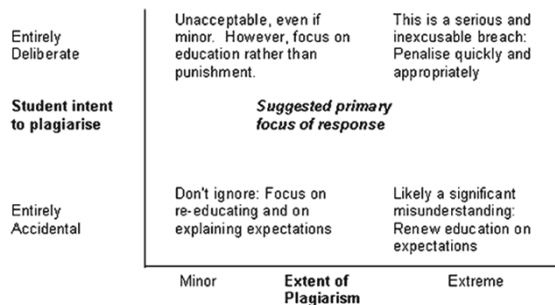 Entirely
Deliberate
Unacceptable, even if
minor. However, focus on
education rather than
punishment.
This is a serious and
inexcusable breach:
Penalise quickly and
appropriately
Student intent
to plagiarise
Suggested primary
focus of response
Entirely
Accidental
Don't ignore: Focus on
re-educating and on
explaining expectations
Likely a significant
misunderstanding:
Renew education on
expectations
Minor
Extent of
Plagiarism
Extreme